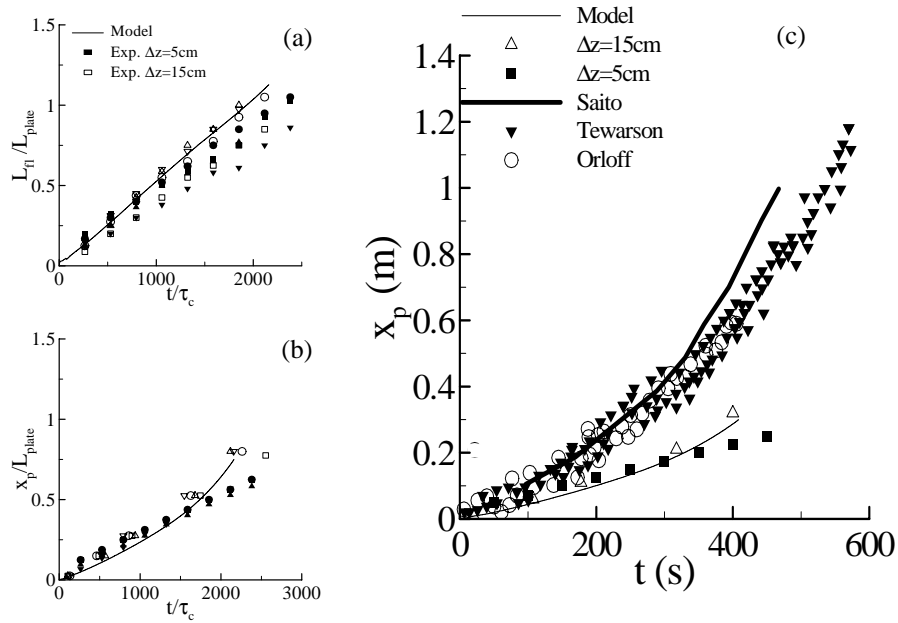 (a)
Model
Exp. Δz=5cm
Exp. Δz=15cm
1.5
1
0.5
0
L_fl/L_plate
0 1000 2000
t/τ_c
(b)
1.5
1
0.5
0
x_p/L_plate
0 1000 2000 3000
t/τ_c
(c)
Model
Δz=15cm
Δz=5cm
Saito
Tewarson
Orloff
1.4
1.2
1
0.8
0.6
0.4
0.2
0
x_p (m)
0 200 400 600
t (s)